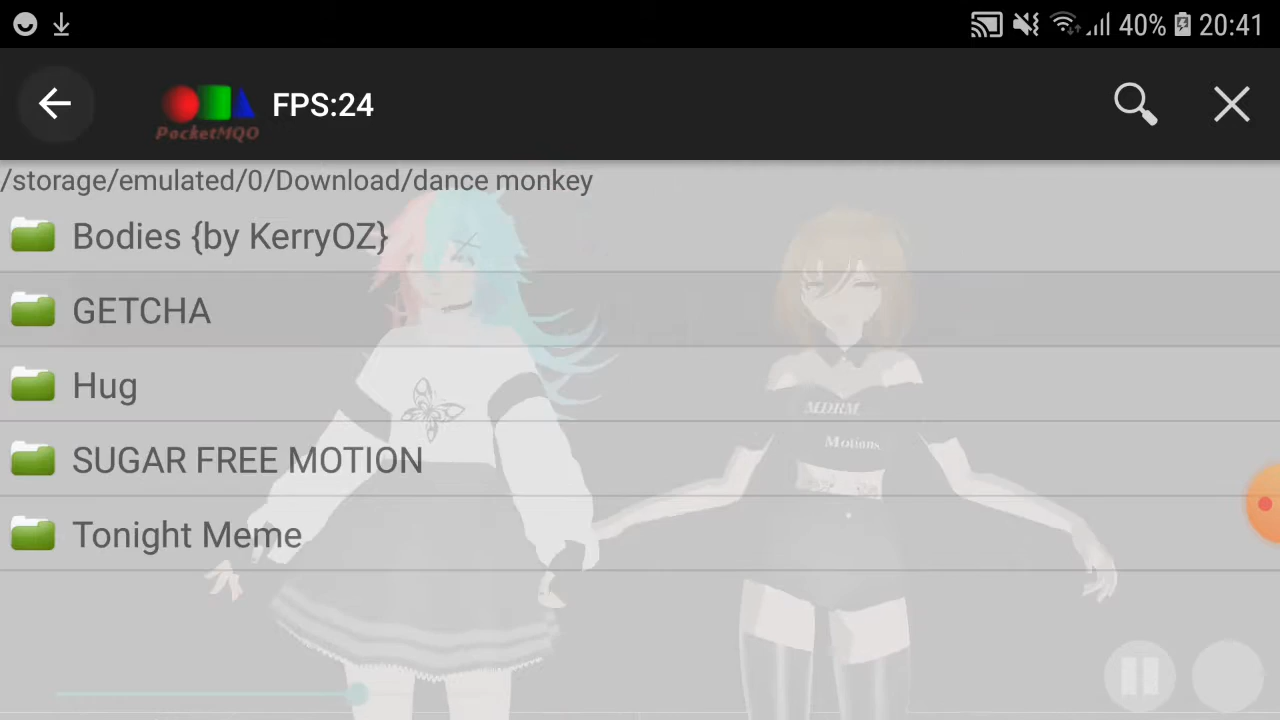 40% 20:41
PocketMQO FPS:24
/storage/emulated/0/Download/dance monkey
Bodies {by KerryOZ}
GETCHA
Hug
SUGAR FREE MOTION
Tonight Meme
MDRM
Motions